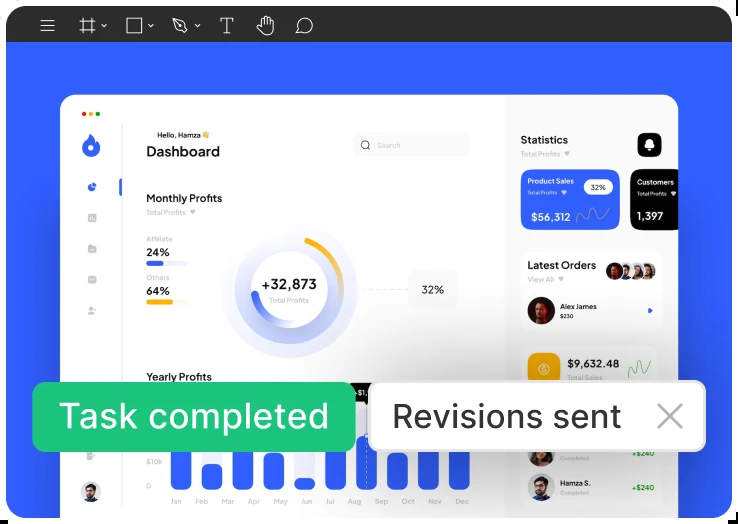 Hello, Hamza 👋
Dashboard
Search
Monthly Profits
Total Profits
Affiliate
24%
Others
64%
+32,873
Total Profits
32%
Yearly Profits
$10k
0
Jan Feb Mar Apr May Jun Jul Aug Sep Oct Nov Dec
Statistics
Total Profits
Product Sales
Total Profits
32%
$56,312
Customers
Total Profits
1,397
Latest Orders
View All
Alex James
$230
$9,632.48
Total Sales
Task completed
Revisions sent
Completed
+$240
Hamza S.
Completed
+$240